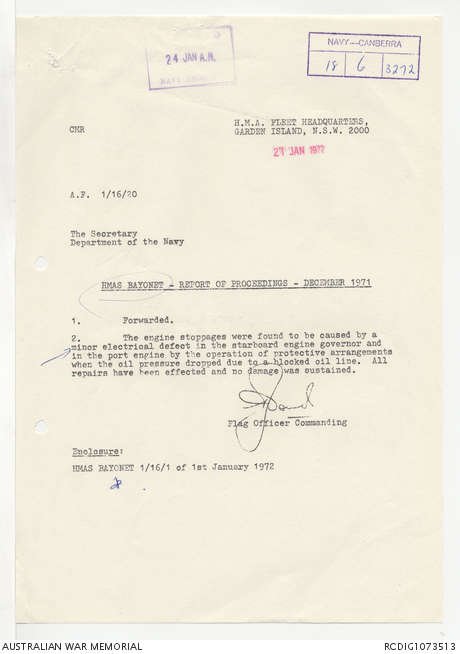 24 JAN A.M.
NAVY—CANBERRA
18 6 3272
H.M.A. FLEET HEADQUARTERS,
GARDEN ISLAND, N.S.W. 2000
CMR
JAN 1972
A.F. 1/16/20
The Secretary
Department of the Navy
HMAS BAYONET - REPORT OF PROCEEDINGS - DECEMBER 1971
1. Forwarded.
2. The engine stoppages were found to be caused by a
minor electrical defect in the starboard engine governor and
in the port engine by the operation of protective arrangements
when the oil pressure dropped due to a blocked oil line. All
repairs have been effected and no damage was sustained.
Flag Officer Commanding
Enclosure:
HMAS BAYONET 1/16/1 of 1st January 1972
AUSTRALIAN WAR MEMORIAL
RCDIG1073513